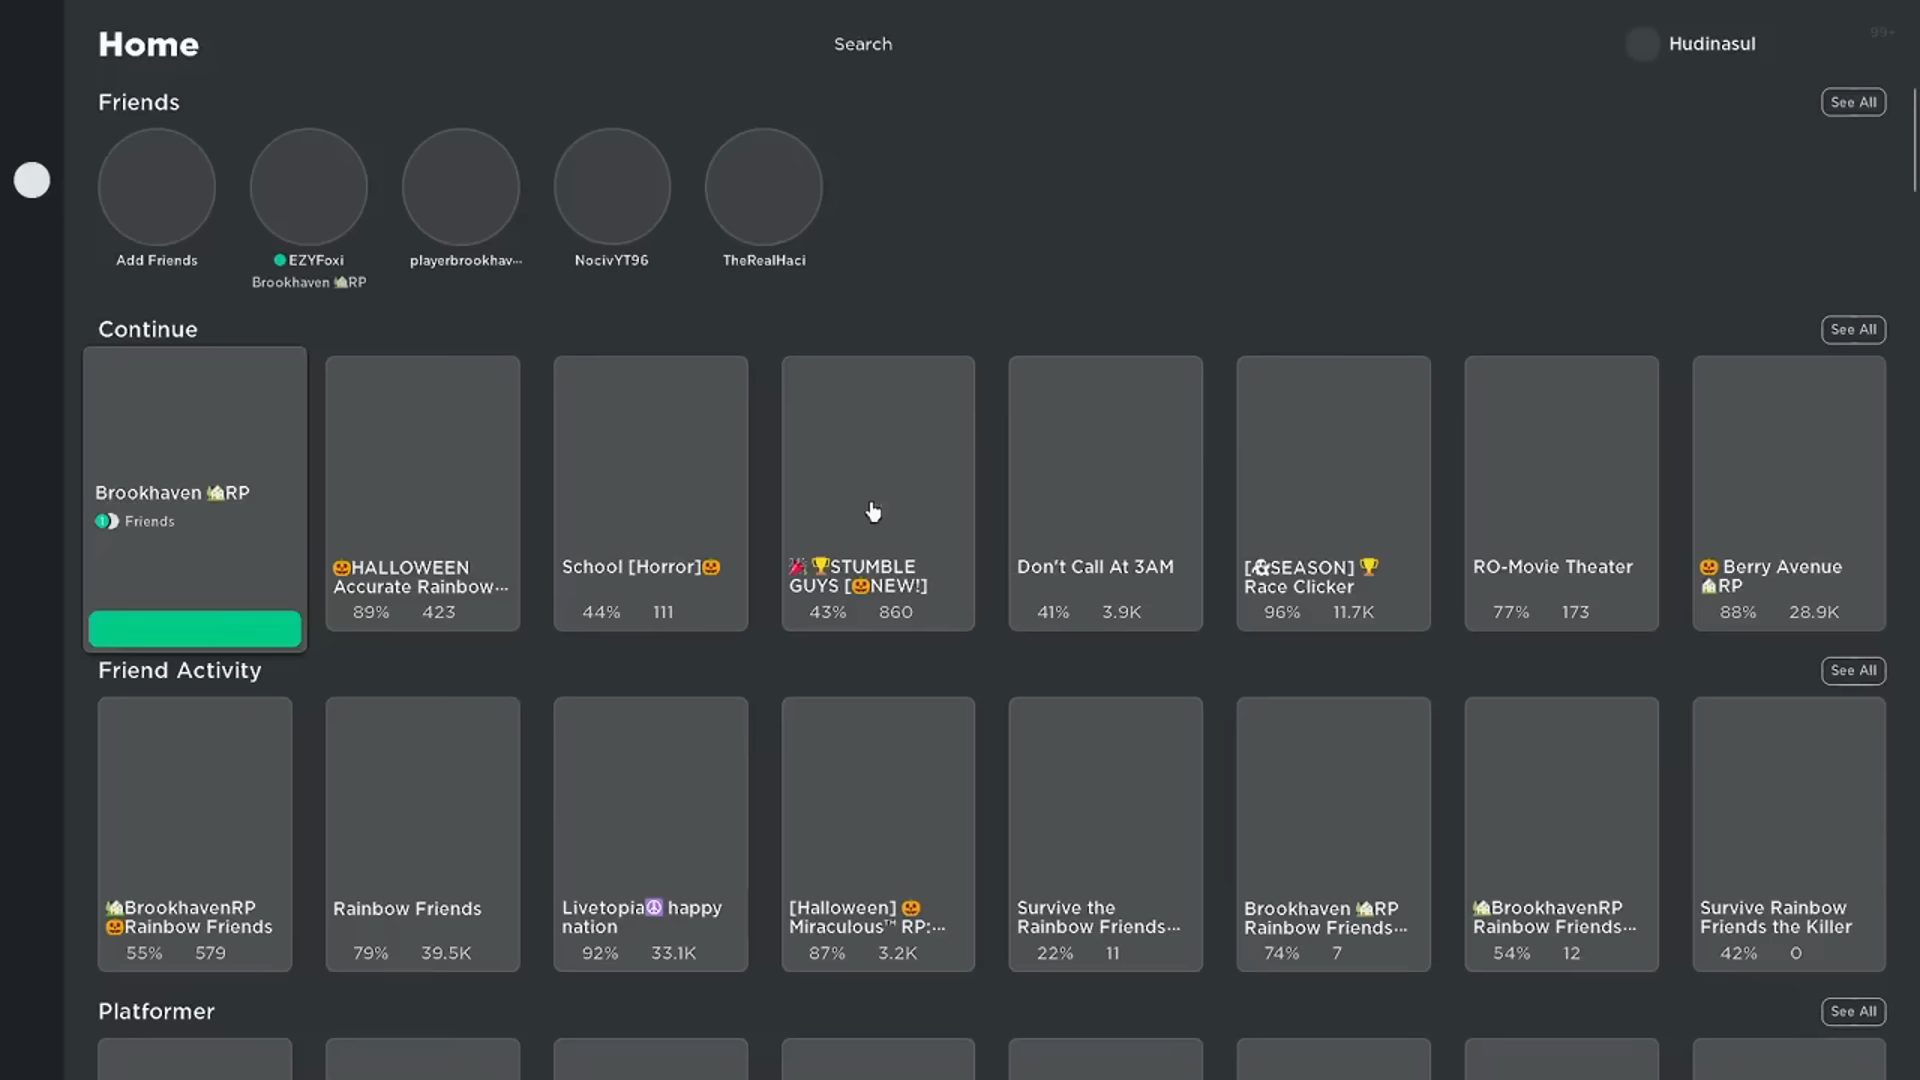 Home
Search
Hudinasul
99+
Friends
See All
Add Friends
EZYFoxi
Brookhaven 🏡RP
playerbrookhav...
NocivYT96
TheRealHaci
Continue
See All
Brookhaven 🏡RP
1
Friends
🎃HALLOWEEN
Accurate Rainbow...
89% 423
School [Horror]🎃
44% 111
🎉🏆STUMBLE
GUYS [🎃NEW!]
43% 860
Don't Call At 3AM
41% 3.9K
[⚽SEASON] 🏆
Race Clicker
96% 11.7K
RO-Movie Theater
77% 173
🎃 Berry Avenue
🏠RP
88% 28.9K
Friend Activity
See All
🏡BrookhavenRP
🎃Rainbow Friends
55% 579
Rainbow Friends
79% 39.5K
Livetopia☮️ happy
nation
92% 33.1K
[Halloween] 🎃
Miraculous™ RP:...
87% 3.2K
Survive the
Rainbow Friends...
22% 11
Brookhaven 🏡RP
Rainbow Friends...
74% 7
🏡BrookhavenRP
Rainbow Friends...
54% 12
Survive Rainbow
Friends the Killer
42% 0
Platformer
See All